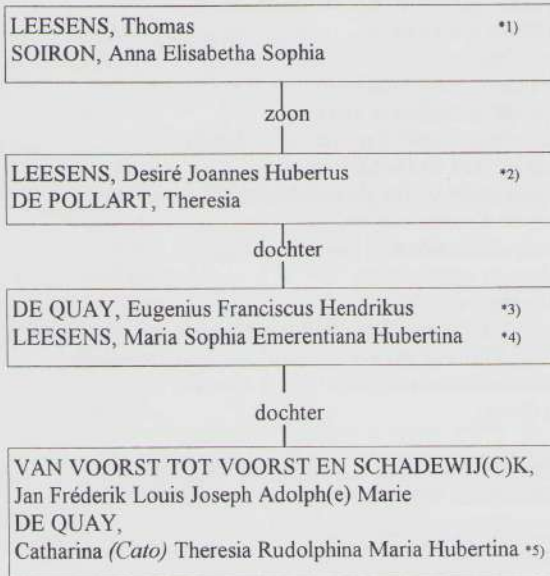 LEESENS, Thomas *1)
SOIRON, Anna Elisabetha Sophia
zoon
LEESENS, Desiré Joannes Hubertus *2)
DE POLLART, Theresia
dochter
DE QUAY, Eugenius Franciscus Hendrikus *3)
LEESENS, Maria Sophia Emerentiana Hubertina *4)
dochter
VAN VOORST TOT VOORST EN SCHADEWIJ(C)K,
Jan Fréderik Louis Joseph Adolph(e) Marie
DE QUAY,
Catharina (Cato) Theresia Rudolphina Maria Hubertina *5)